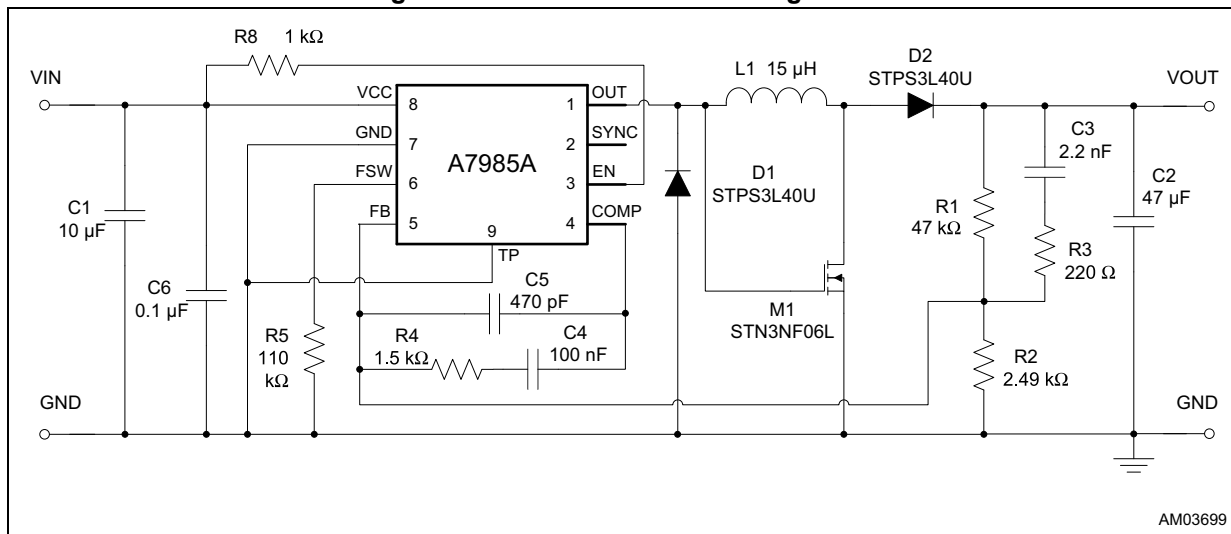 R8 1 kΩ
VIN
VCC
8
GND
7
FSW
6
FB
5
A7985A
9
TP
OUT
1
SYNC
2
EN
3
COMP
4
L1 15 µH
D2
STPS3L40U
VOUT
D1
STPS3L40U
C3
2.2 nF
C2
47 µF
R1
47 kΩ
R3
220 Ω
C1
10 µF
C6
0.1 µF
R5
110
kΩ
C5
470 pF
R4
1.5 kΩ
C4
100 nF
M1
STN3NF06L
R2
2.49 kΩ
GND
GND
AM03699